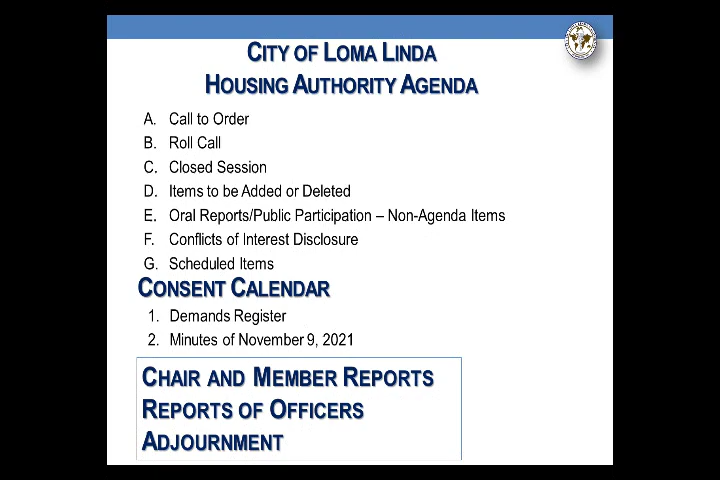 CITY OF LOMA LINDA
HOUSING AUTHORITY AGENDA
A. Call to Order
B. Roll Call
C. Closed Session
D. Items to be Added or Deleted
E. Oral Reports/Public Participation – Non-Agenda Items
F. Conflicts of Interest Disclosure
G. Scheduled Items
CONSENT CALENDAR
1. Demands Register
2. Minutes of November 9, 2021
CHAIR AND MEMBER REPORTS
REPORTS OF OFFICERS
ADJOURNMENT